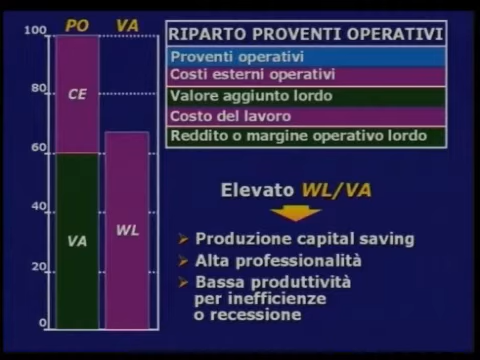 PO VA
RIPARTO PROVENTI OPERATIVI
100
Proventi operativi
Costi esterni operativi
80
CE
Valore aggiunto lordo
Costo del lavoro
Reddito o margine operativo lordo
60
Elevato WL/VA
40
WL
VA
Produzione capital saving
Alta professionalità
20
Bassa produttività
per inefficienze
o recessione
0